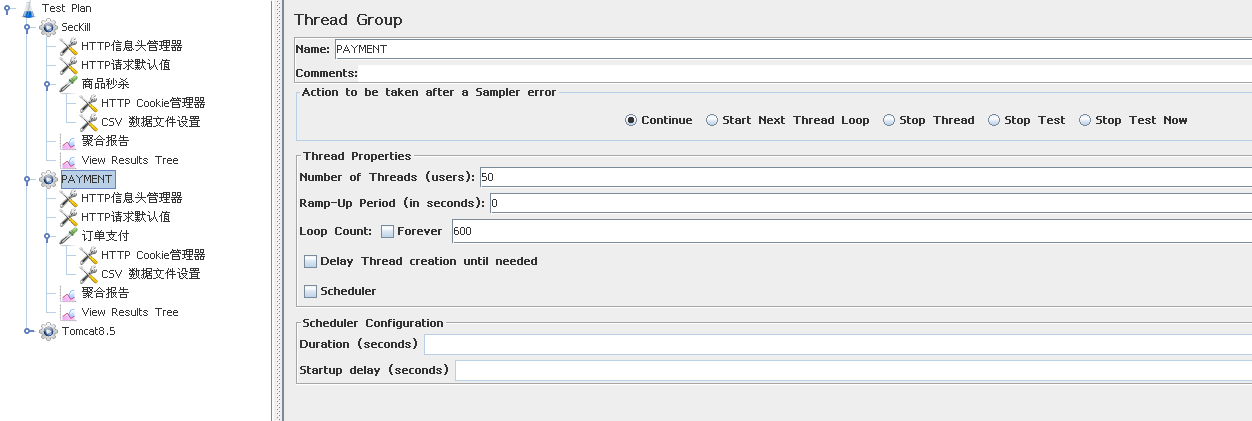 Test Plan
SecKill
HTTP信息头管理器
HTTP请求默认值
商品秒杀
HTTP Cookie管理器
CSV 数据文件设置
聚合报告
View Results Tree
PAYMENT
HTTP信息头管理器
HTTP请求默认值
订单支付
HTTP Cookie管理器
CSV 数据文件设置
聚合报告
View Results Tree
Tomcat8.5
Thread Group
Name: PAYMENT
Comments:
Action to be taken after a Sampler error
Continue Start Next Thread Loop Stop Thread Stop Test Stop Test Now
Thread Properties
Number of Threads (users): 50
Ramp-Up Period (in seconds): 0
Loop Count: Forever 600
Delay Thread creation until needed
Scheduler
Scheduler Configuration
Duration (seconds)
Startup delay (seconds)